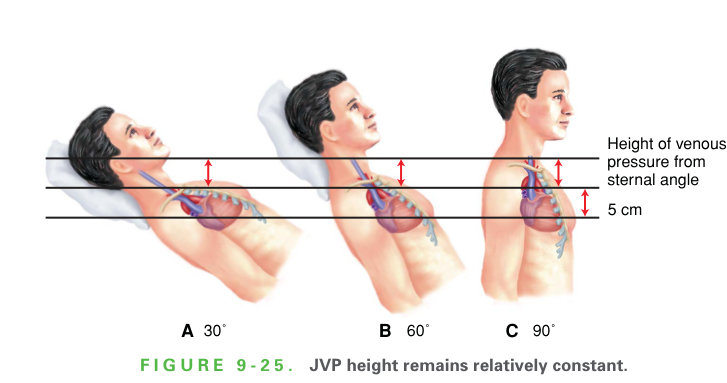 Height of venous
pressure from
sternal angle
5 cm
A 30°
B 60°
C 90°
FIGURE 9-25. JVP height remains relatively constant.